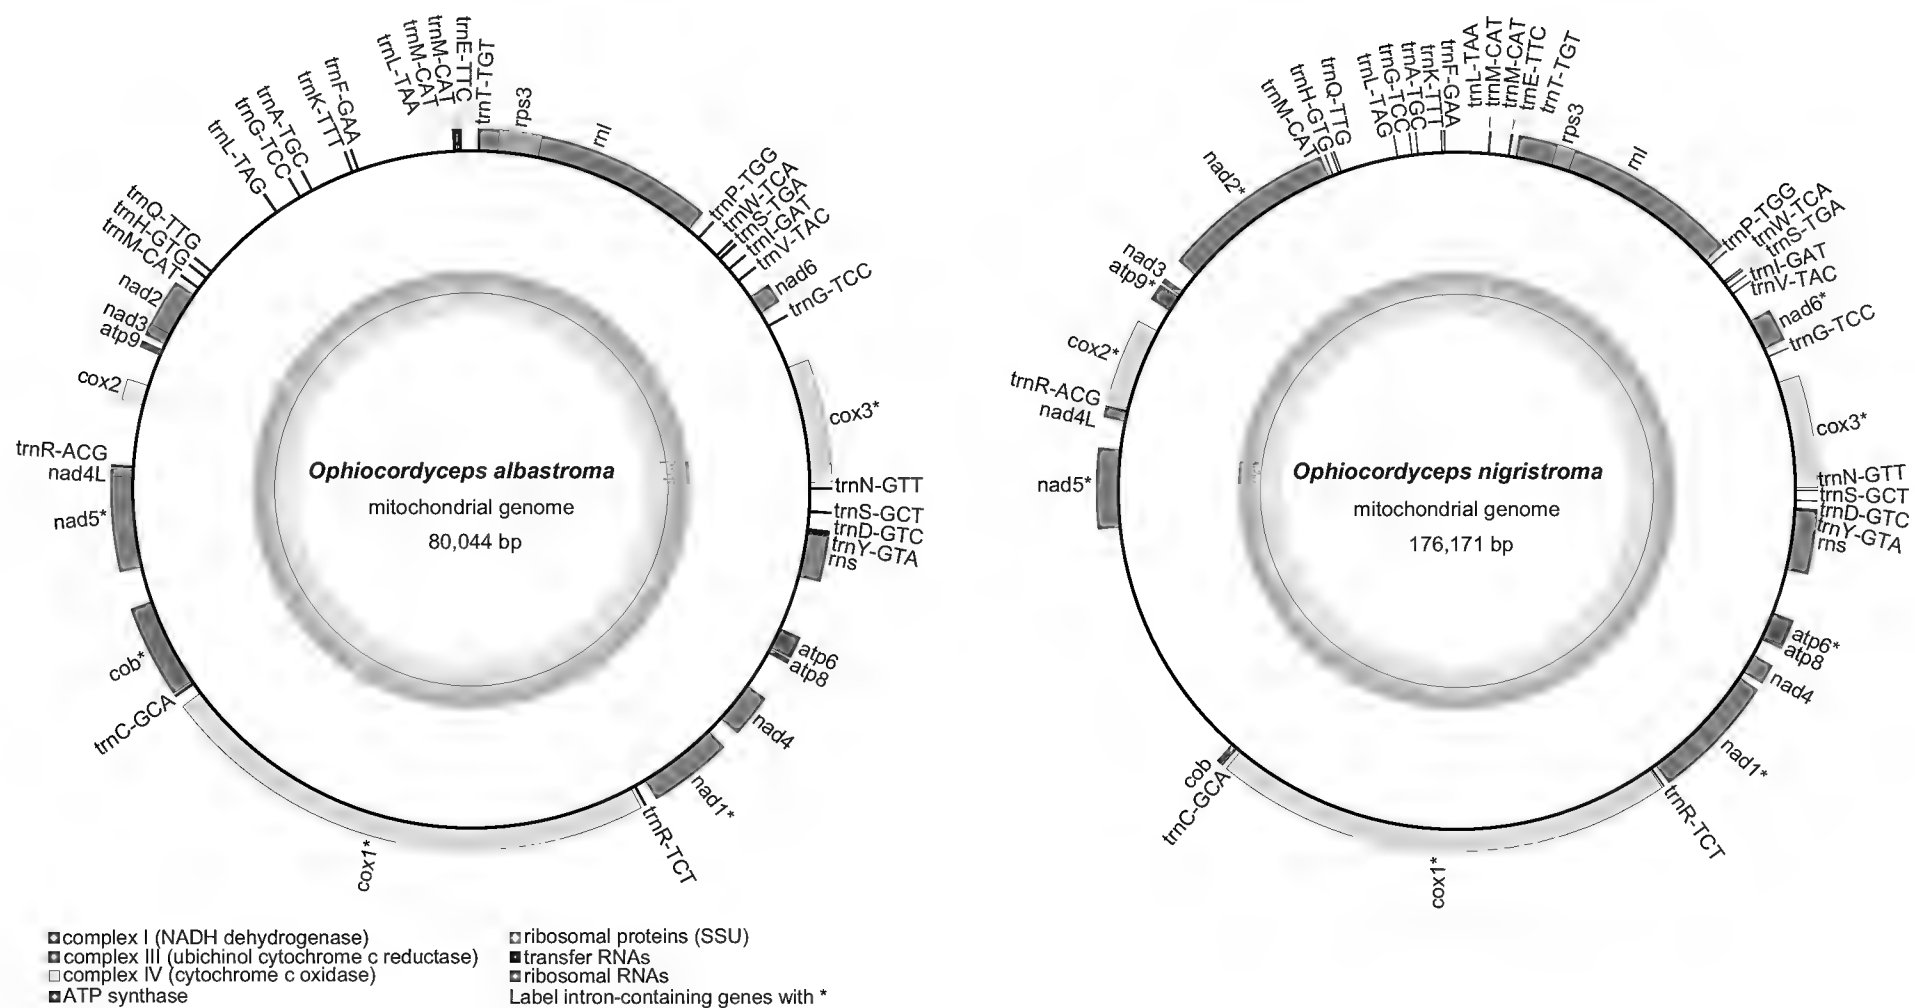 trnL-TAA
trnM-CAT
trnM-CAT
trnE-TTC
trnT-TGT
rps3
rnl
trnP-TGG
trnW-TCA
trnS-TGA
trnI-GAT
trnV-TAC
nad6
trnG-TCC
cox3*
trnN-GTT
trnS-GCT
trnD-GTC
trnY-GTA
rns
atp6
atp8
nad4
nad1*
trnR-TCT
cox1*
trnC-GCA
cob*
nad5*
nad4L
trnR-ACG
cox2
atp9
nad3
nad2
trnM-CAT
trnH-GTG
trnQ-TTG
trnL-TAG
trnG-TCC
trnA-TGC
trnK-TTT
trnF-GAA
Ophiocordyceps albastroma
mitochondrial genome
80,044 bp
trnL-TAA
trnM-CAT
trnM-CAT
trnE-TTC
trnT-TGT
rps3
rnl
trnP-TGG
trnW-TCA
trnS-TGA
trnI-GAT
trnV-TAC
nad6*
trnG-TCC
cox3*
trnN-GTT
trnS-GCT
trnD-GTC
trnY-GTA
rns
atp6*
atp8
nad4
nad1*
trnR-TCT
cox1*
trnC-GCA
cob
nad5*
nad4L
trnR-ACG
cox2*
atp9*
nad3
nad2*
trnM-CAT
trnH-GTG
trnQ-TTG
trnL-TAG
trnG-TCC
trnA-TGC
trnK-TTT
trnF-GAA
Ophiocordyceps nigristroma
mitochondrial genome
176,171 bp
complex I (NADH dehydrogenase)
complex III (ubichinol cytochrome c reductase)
complex IV (cytochrome c oxidase)
ATP synthase
ribosomal proteins (SSU)
transfer RNAs
ribosomal RNAs
Label intron-containing genes with *